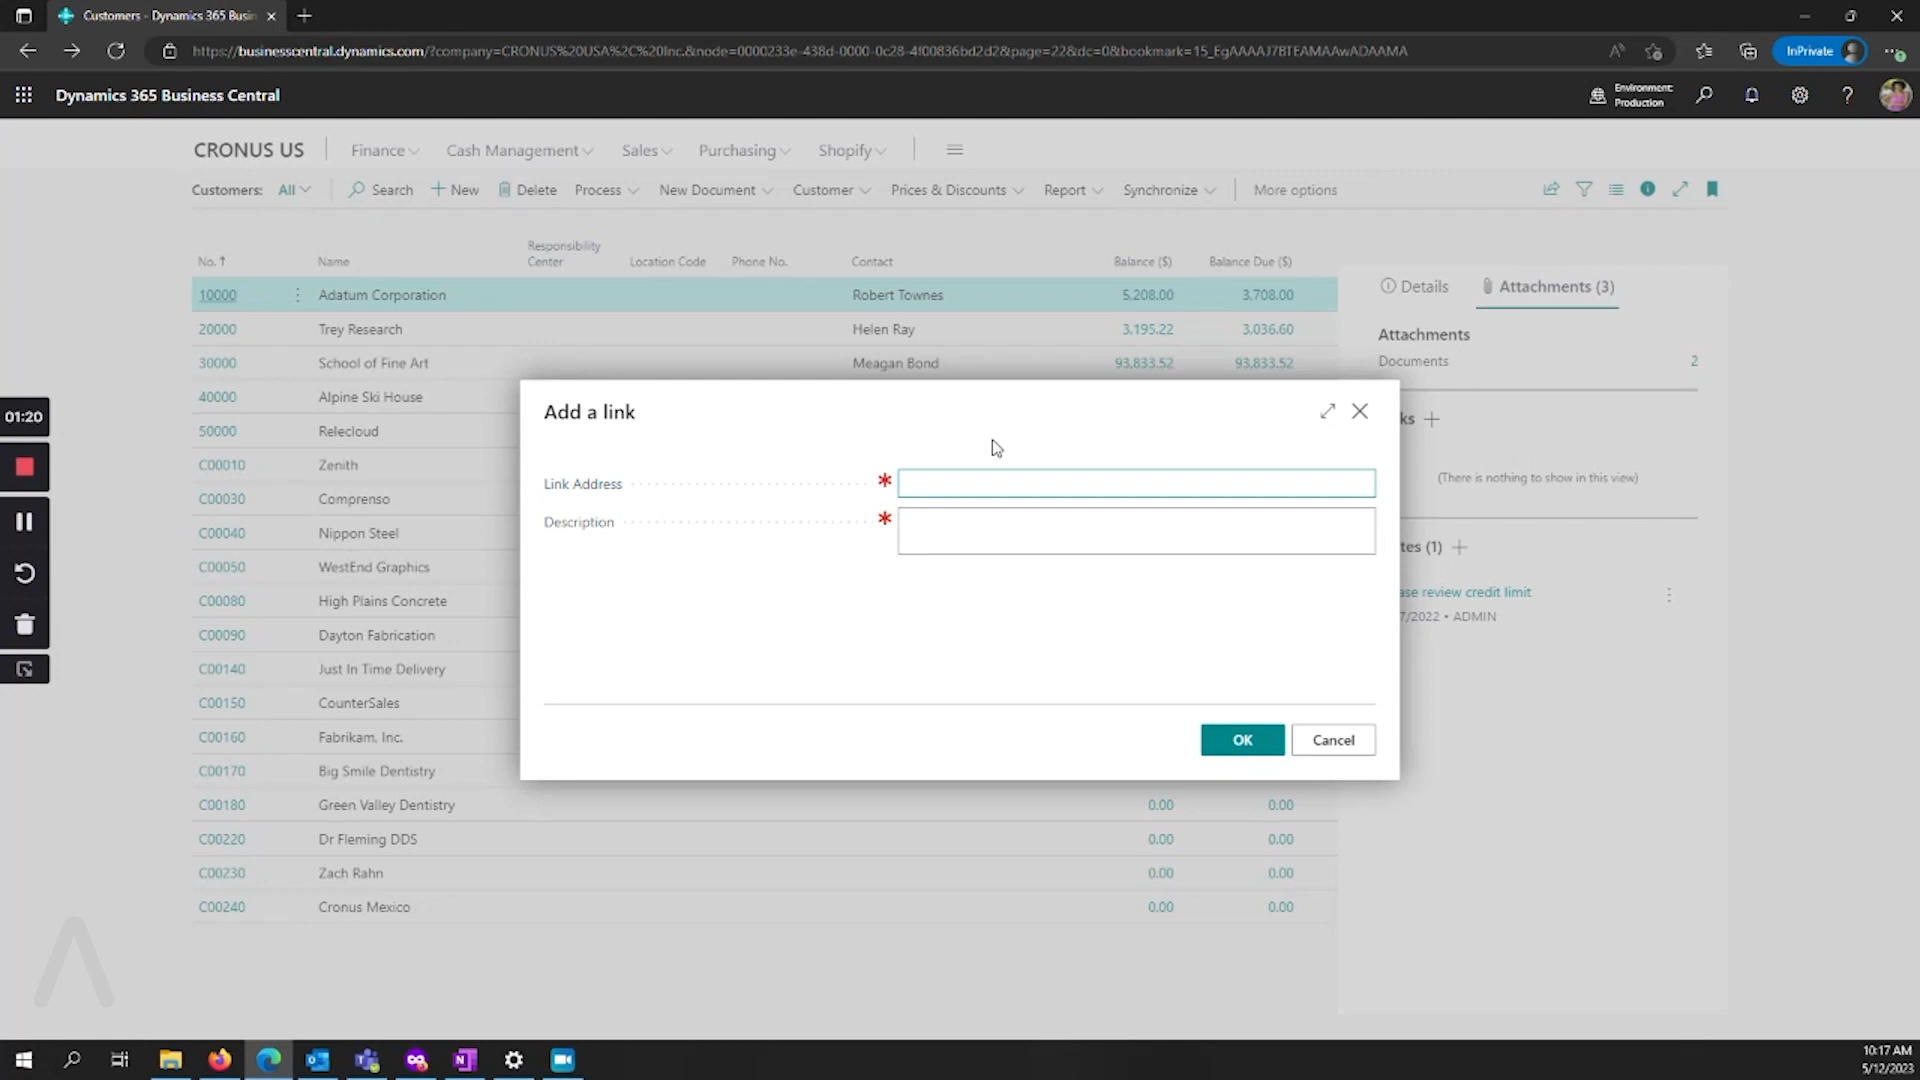 Customers - Dynamics 365 Busin
https://businesscentral.dynamics.com/?company=CRONUS%20USA%2C%20Inc.&node=0000233e-438d-0000-0c28-4f00836bd2d2&page=22&dc=0&bookmark=15_EgAAAAJ7BTEAMAAwADAAMA
InPrivate
Dynamics 365 Business Central
Environment:
Production
CRONUS US
Finance
Cash Management
Sales
Purchasing
Shopify
Customers: All
Search
New
Delete
Process
New Document
Customer
Prices & Discounts
Report
Synchronize
More options
No. ↑
Name
Responsibility
Center
Location Code
Phone No.
Contact
Balance ($)
Balance Due ($)
10000 Adatum Corporation Robert Townes 5,208.00 3,708.00
20000 Trey Research Helen Ray 3,195.22 3,036.60
30000 School of Fine Art Meagan Bond 93,833.52 93,833.52
40000 Alpine Ski House
50000 Relecloud
C00010 Zenith
C00030 Comprenso
C00040 Nippon Steel
C00050 WestEnd Graphics
C00080 High Plains Concrete
C00090 Dayton Fabrication
C00140 Just In Time Delivery
C00150 CounterSales
C00160 Fabrikam, Inc.
C00170 Big Smile Dentistry
C00180 Green Valley Dentistry 0.00 0.00
C00220 Dr Fleming DDS 0.00 0.00
C00230 Zach Rahn 0.00 0.00
C00240 Cronus Mexico 0.00 0.00
Details
Attachments (3)
Attachments
Documents 2
ks
(There is nothing to show in this view)
tes (1)
ase review credit limit
7/2022 • ADMIN
Add a link
Link Address *
Description *
OK
Cancel
01:20
10:17 AM
5/12/2023